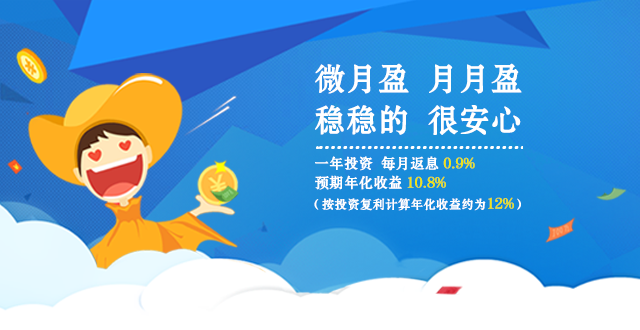 微月盈 月月盈
稳稳的 很安心
一年投资 每月返息 0.9%
预期年化收益 10.8%
（按投资复利计算年化收益约为12%）